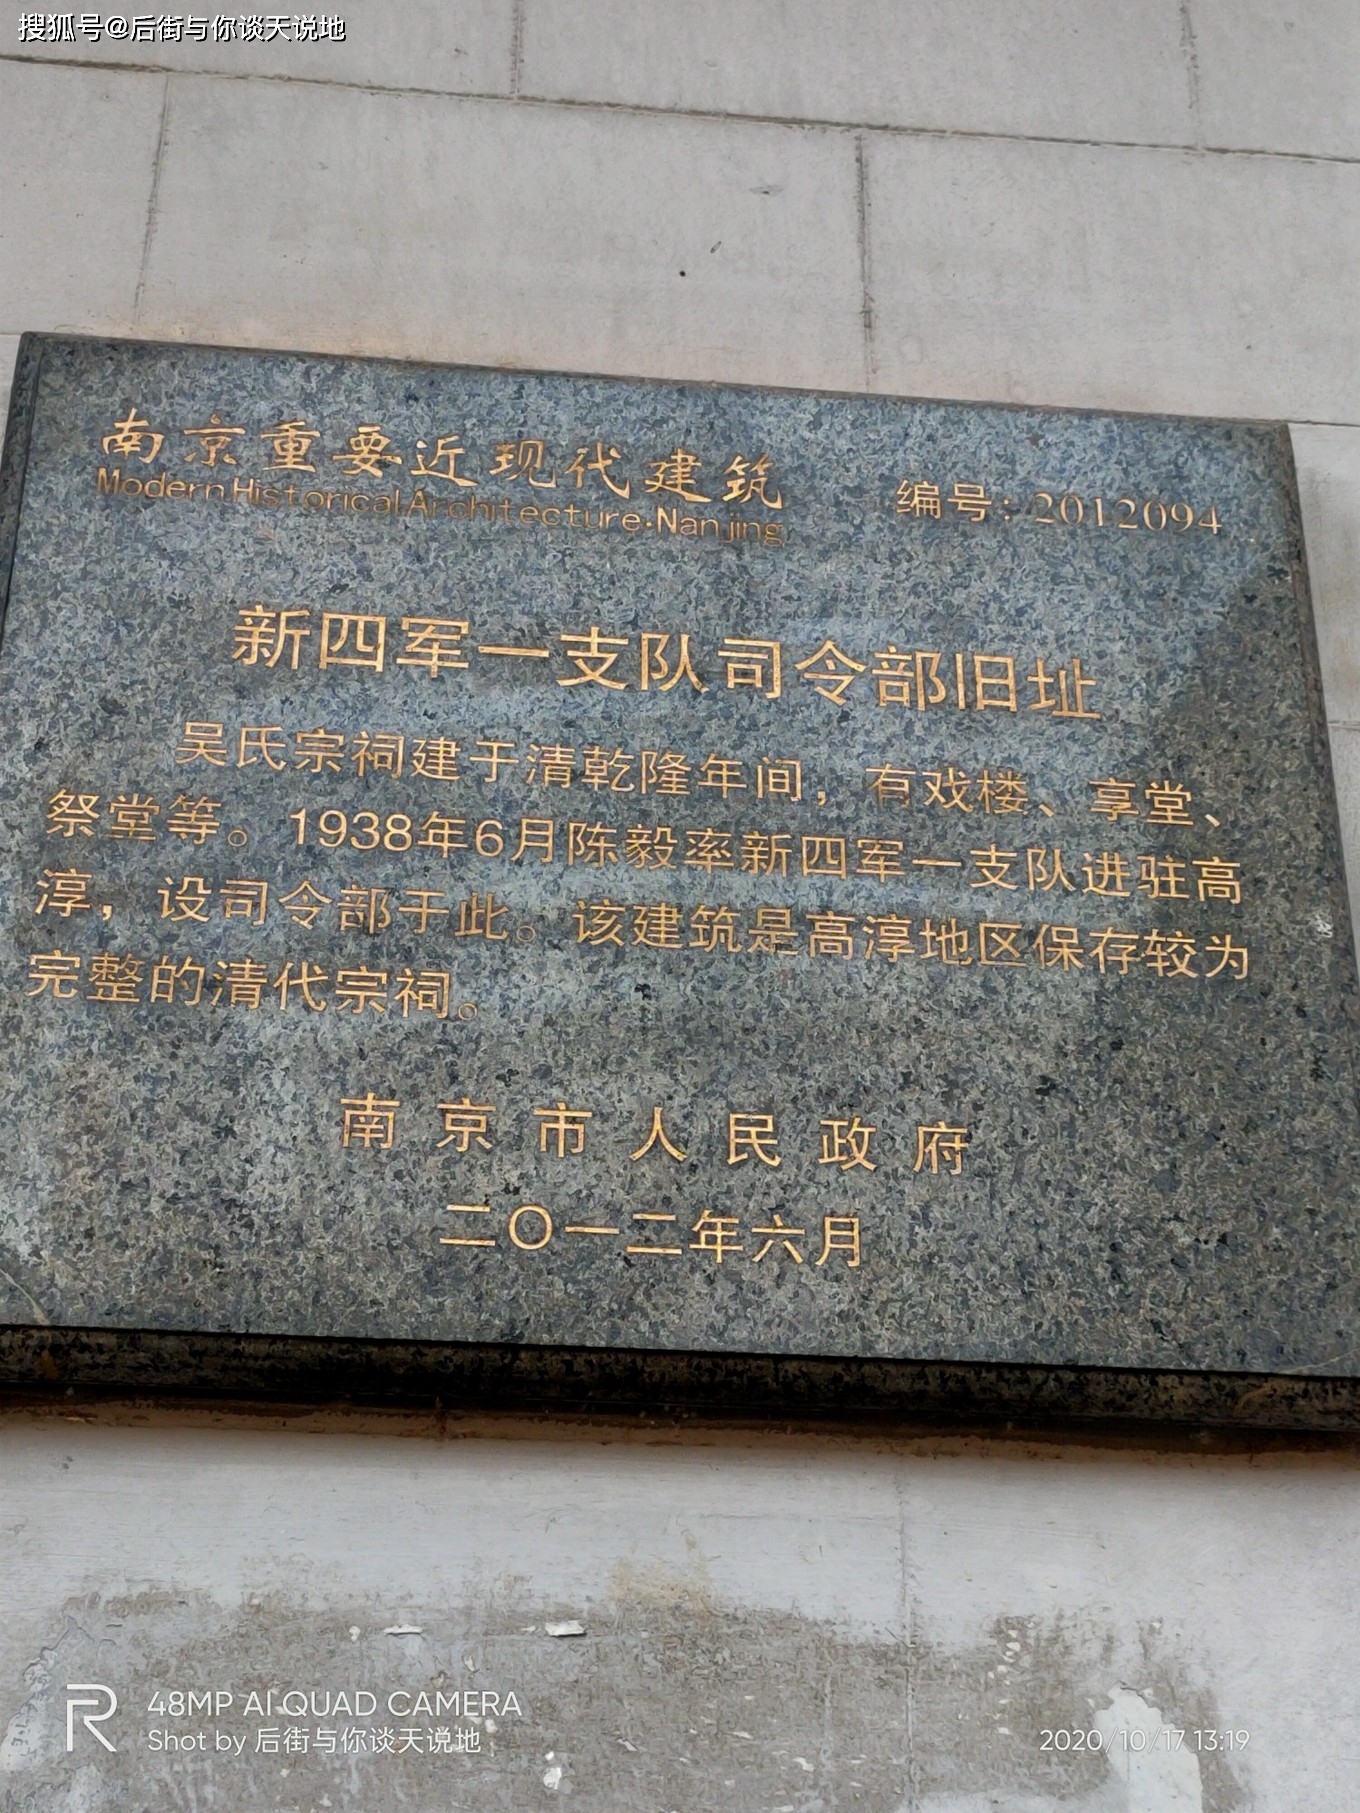 搜狐号@后街与你谈天说地
南京重要近现代建筑
Modern Historical Architecture·Nanjing
编号：2012094
新四军一支队司令部旧址
吴氏宗祠建于清乾隆年间，有戏楼、享堂、
祭堂等。1938年6月陈毅率新四军一支队进驻高
淳，设司令部于此。该建筑是高淳地区保存较为
完整的清代宗祠。
南京市人民政府
二〇一二年六月
R
48MP AI QUAD CAMERA
Shot by 后街与你谈天说地
2020/10/17 13:19